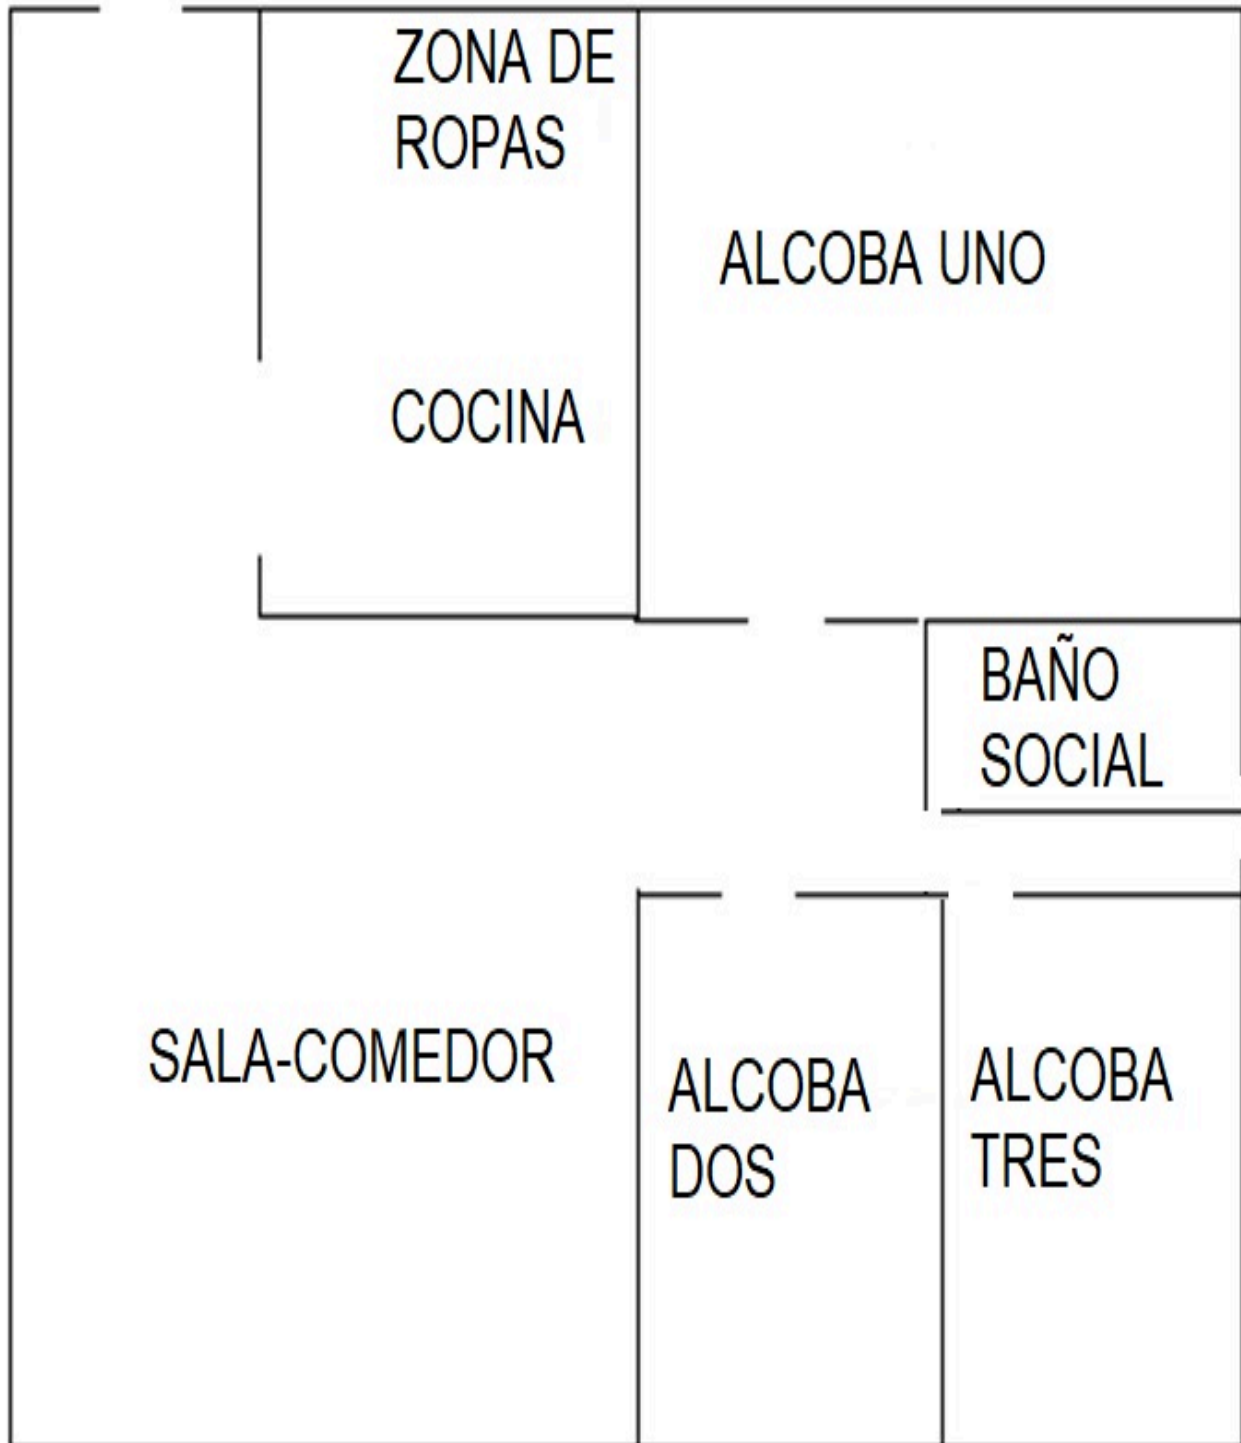 ZONA DE
ROPAS
ALCOBA UNO
COCINA
BAÑO
SOCIAL
SALA-COMEDOR
ALCOBA
DOS
ALCOBA
TRES